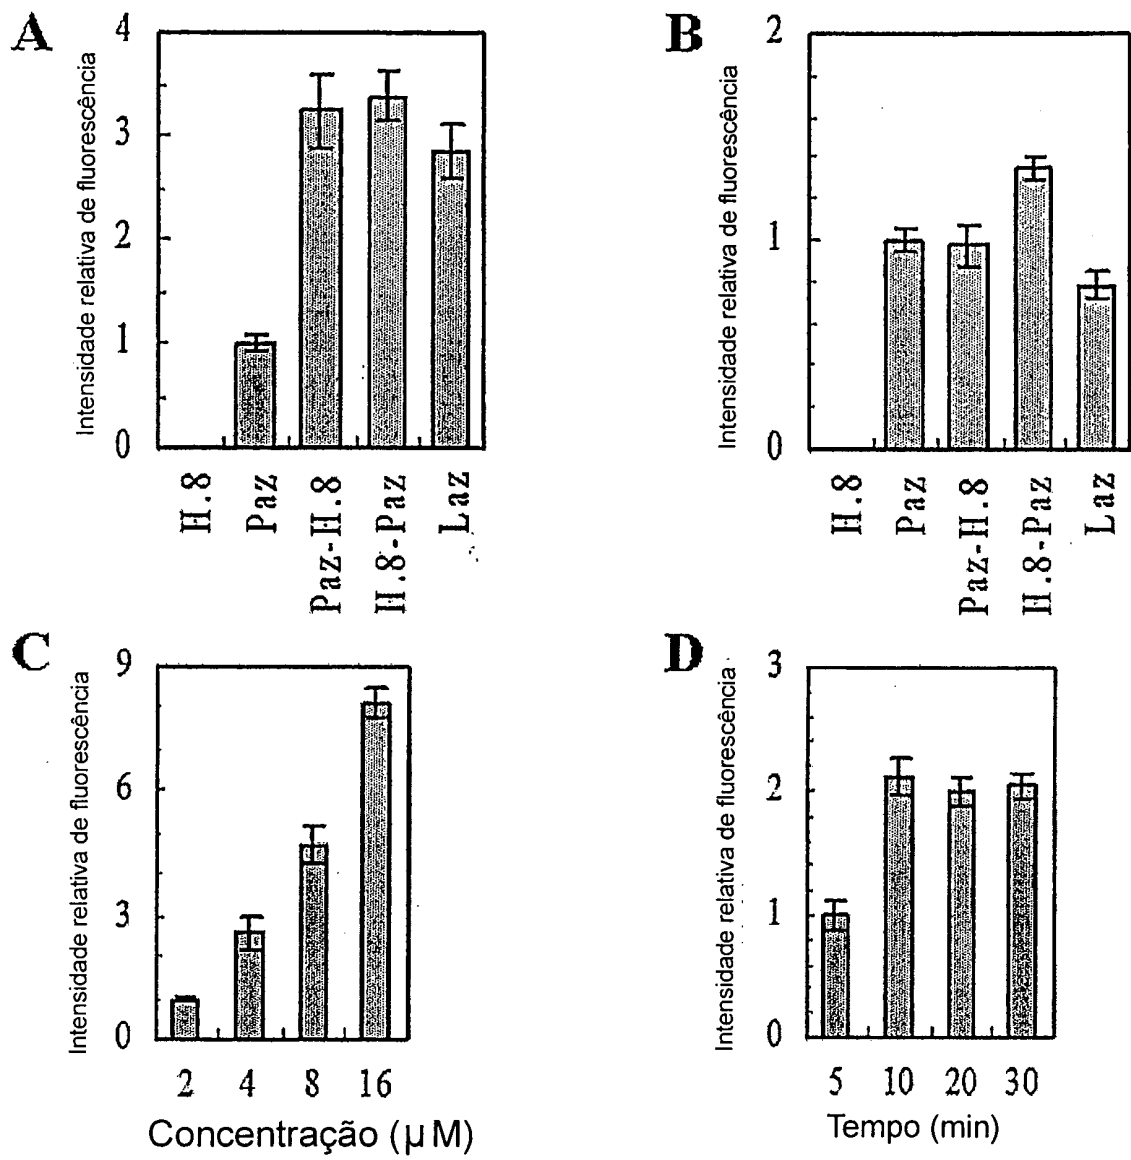 A
Intensidade relativa de fluorescência
4
3
2
1
0
H.8
Paz
Paz-H.8
H.8-Paz
Laz
B
Intensidade relativa de fluorescência
2
1
0
H.8
Paz
Paz-H.8
H.8-Paz
Laz
C
Intensidade relativa de fluorescência
9
6
3
0
2 4 8 16
Concentração (µM)
D
Intensidade relativa de fluorescência
3
2
1
0
5 10 20 30
Tempo (min)